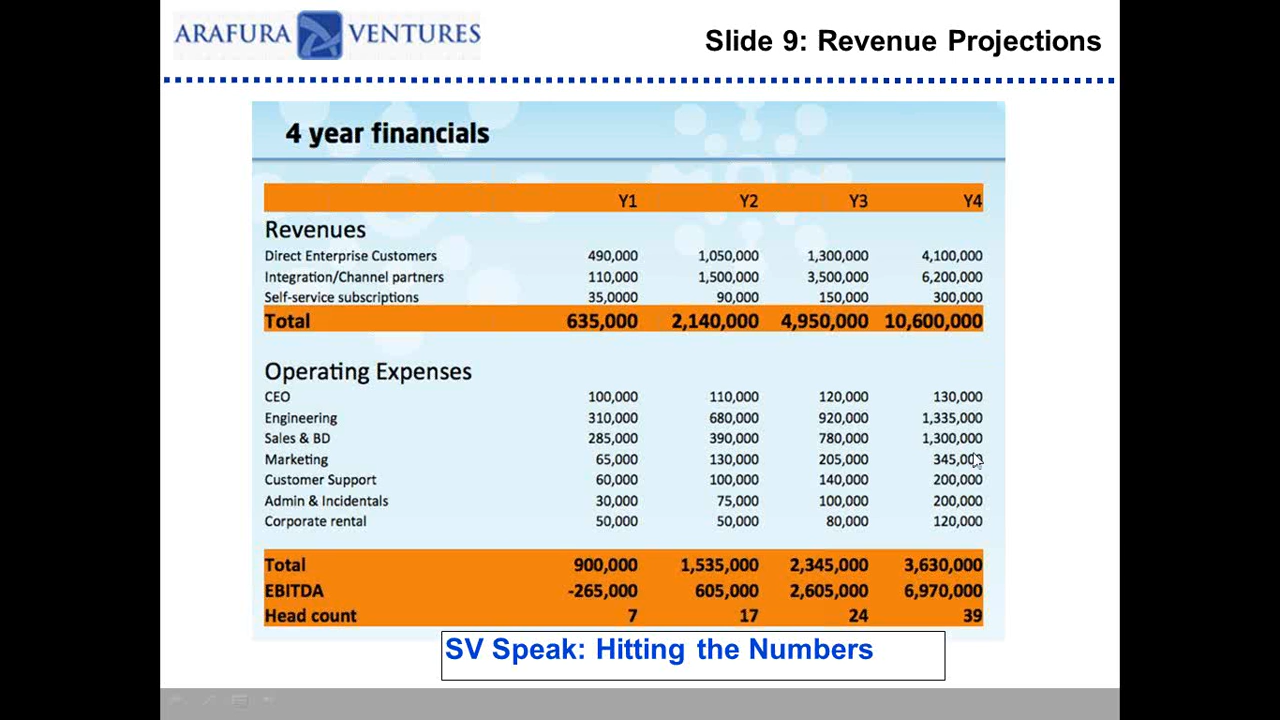 ARAFURA VENTURES
Slide 9: Revenue Projections
4 year financials
Y1 Y2 Y3 Y4
Revenues
Direct Enterprise Customers 490,000 1,050,000 1,300,000 4,100,000
Integration/Channel partners 110,000 1,500,000 3,500,000 6,200,000
Self-service subscriptions 35,0000 90,000 150,000 300,000
Total 635,000 2,140,000 4,950,000 10,600,000
Operating Expenses
CEO 100,000 110,000 120,000 130,000
Engineering 310,000 680,000 920,000 1,335,000
Sales & BD 285,000 390,000 780,000 1,300,000
Marketing 65,000 130,000 205,000 345,000
Customer Support 60,000 100,000 140,000 200,000
Admin & Incidentals 30,000 75,000 100,000 200,000
Corporate rental 50,000 50,000 80,000 120,000
Total 900,000 1,535,000 2,345,000 3,630,000
EBITDA -265,000 605,000 2,605,000 6,970,000
Head count 7 17 24 39
SV Speak: Hitting the Numbers